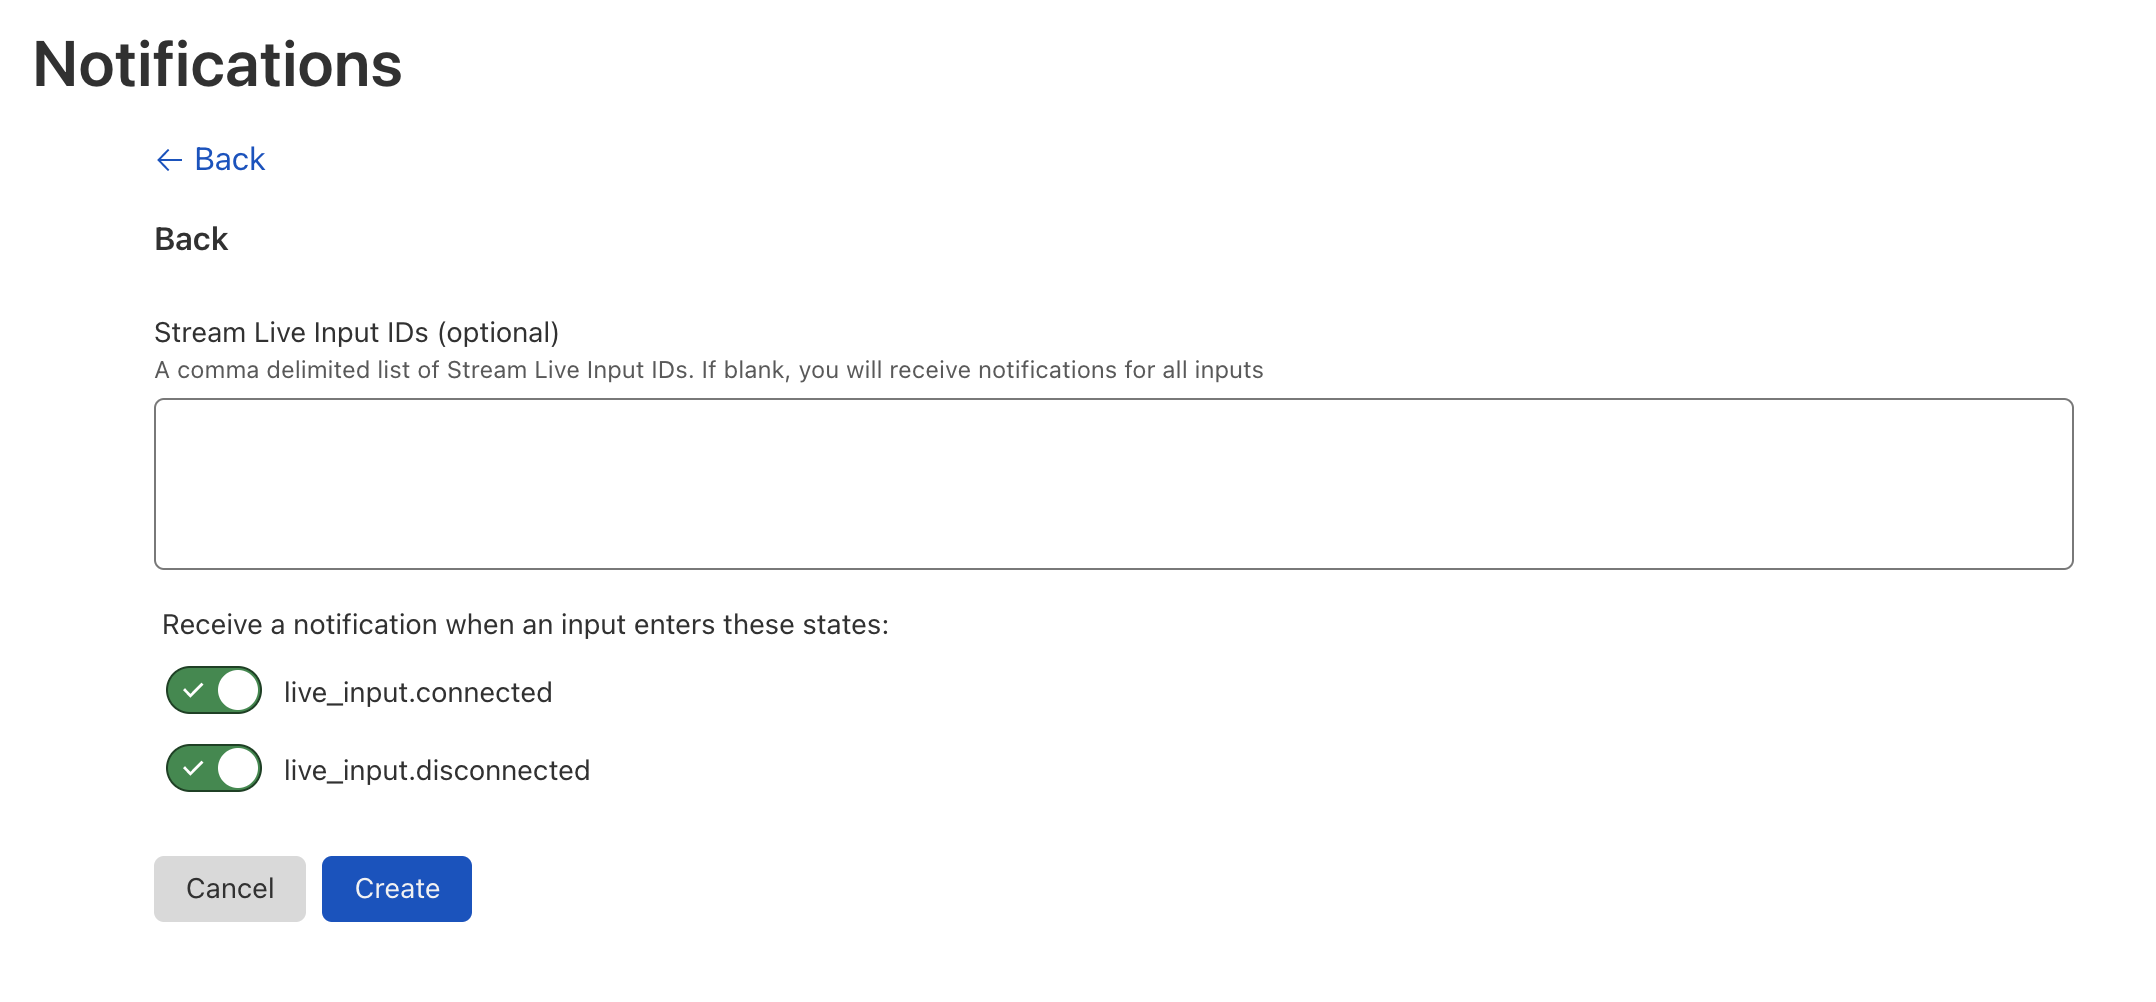 Notifications
← Back
Back
Stream Live Input IDs (optional)
A comma delimited list of Stream Live Input IDs. If blank, you will receive notifications for all inputs
Receive a notification when an input enters these states:
live_input.connected
live_input.disconnected
Cancel Create